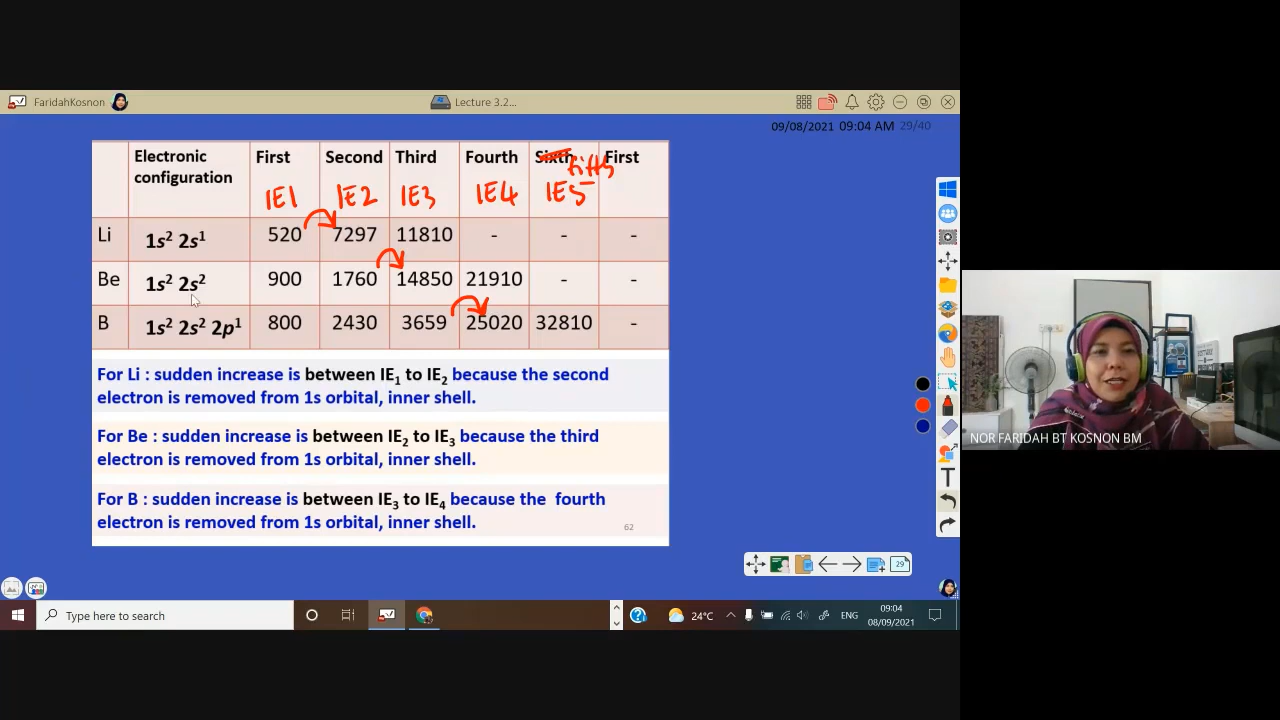 FaridahKosnon
Lecture 3.2...
09/08/2021 09:04 AM 29/40
Electronic configuration First Second Third Fourth Sixth First
fifth
IE1 IE2 IE3 IE4 IE5
Li 1s² 2s¹ 520 7297 11810 - - -
Be 1s² 2s² 900 1760 14850 21910 - -
B 1s² 2s² 2p¹ 800 2430 3659 25020 32810 -
For Li : sudden increase is between IE₁ to IE₂ because the second
electron is removed from 1s orbital, inner shell.
For Be : sudden increase is between IE₂ to IE₃ because the third
electron is removed from 1s orbital, inner shell.
For B : sudden increase is between IE₃ to IE₄ because the fourth
electron is removed from 1s orbital, inner shell.
62
NOR FARIDAH BT KOSNON BM
T
29
Type here to search
24°C
ENG
09:04
08/09/2021